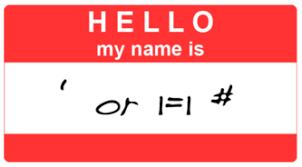 HELLO
my name is
' or 1=1 #